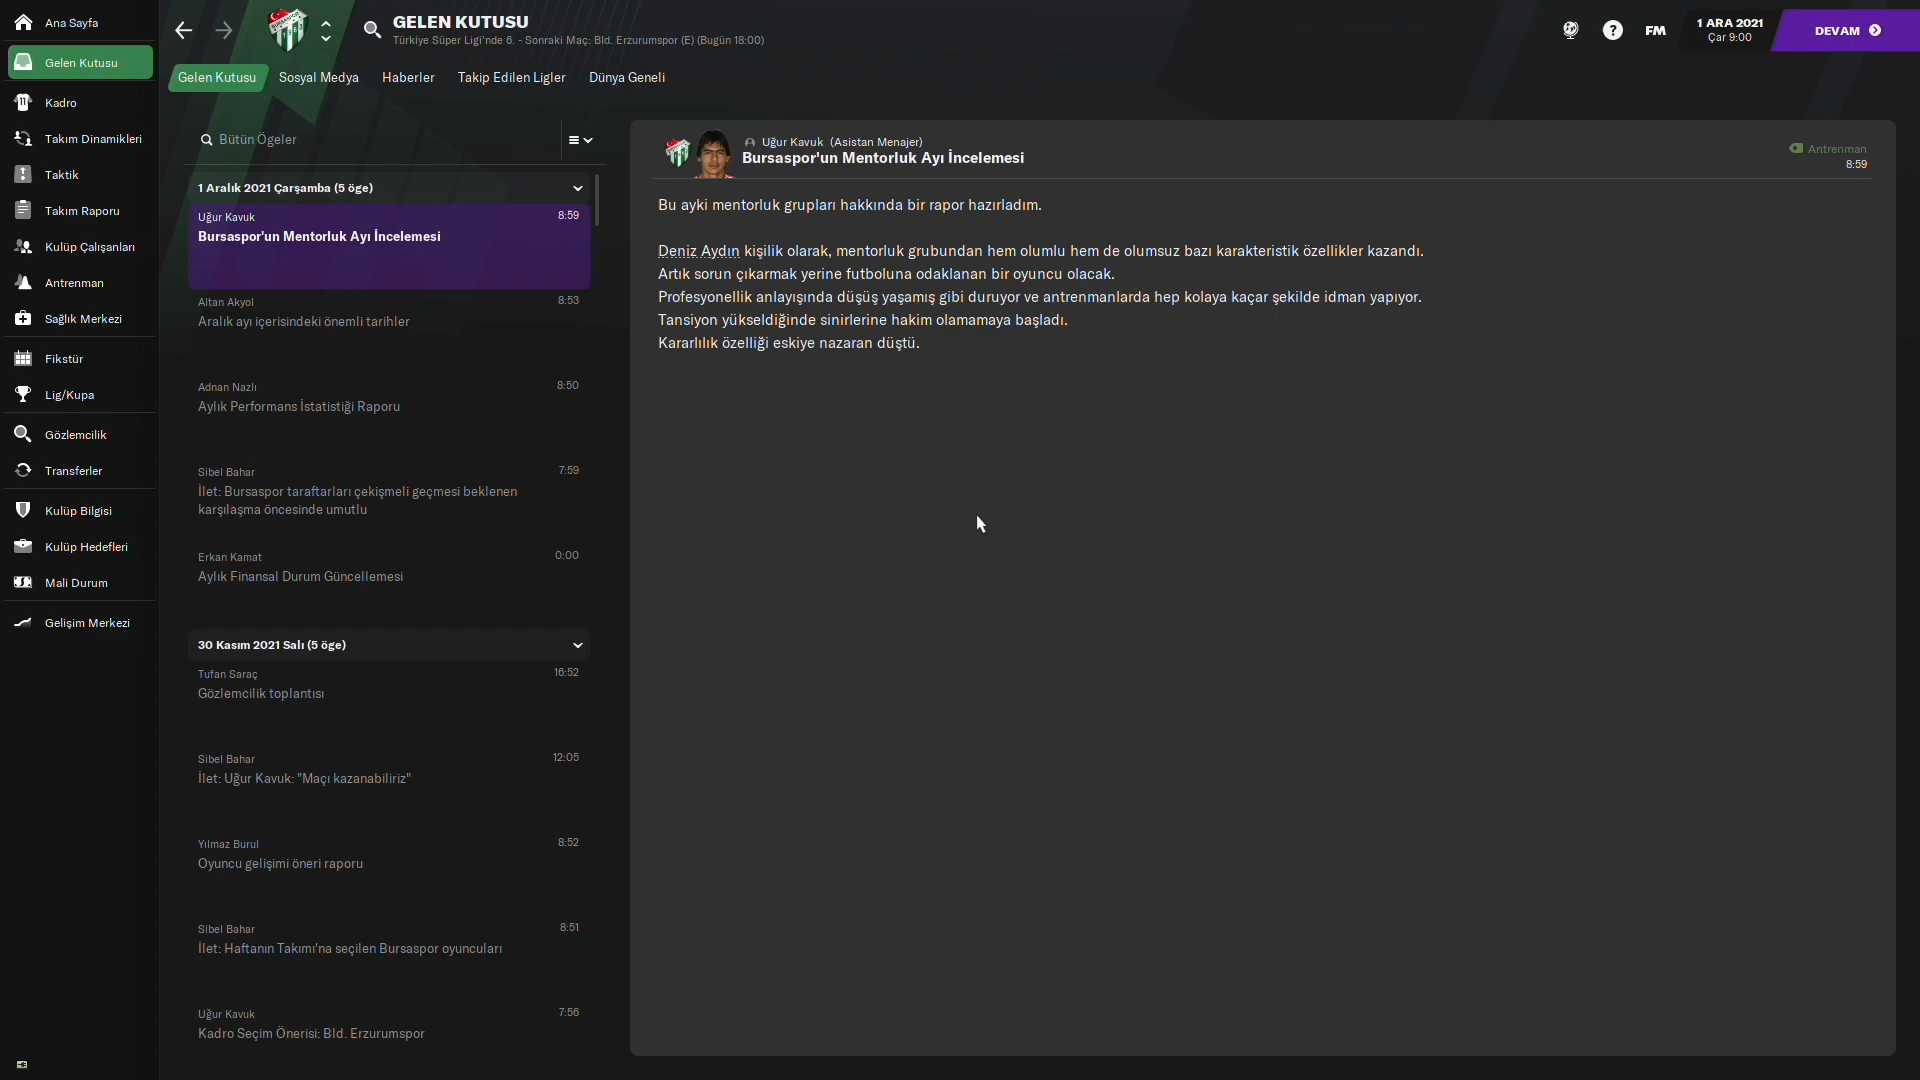 Ana Sayfa
Gelen Kutusu
Kadro
Takım Dinamikleri
Taktik
Takım Raporu
Kulüp Çalışanları
Antrenman
Sağlık Merkezi
Fikstür
Lig/Kupa
Gözlemcilik
Transferler
Kulüp Bilgisi
Kulüp Hedefleri
Mali Durum
Gelişim Merkezi
GELEN KUTUSU
Türkiye Süper Ligi'nde 6. - Sonraki Maç: Bld. Erzurumspor (E) (Bugün 18:00)
FM
1 ARA 2021
Çar 9:00
DEVAM
Gelen Kutusu
Sosyal Medya
Haberler
Takip Edilen Ligler
Dünya Geneli
Bütün Ögeler
1 Aralık 2021 Çarşamba (5 öge)
Uğur Kavuk 8:59
Bursaspor'un Mentorluk Ayı İncelemesi
Altan Akyol 8:53
Aralık ayı içerisindeki önemli tarihler
Adnan Nazlı 8:50
Aylık Performans İstatistiği Raporu
Sibel Bahar 7:59
İlet: Bursaspor taraftarları çekişmeli geçmesi beklenen
karşılaşma öncesinde umutlu
Erkan Kamat 0:00
Aylık Finansal Durum Güncellemesi
30 Kasım 2021 Salı (5 öge)
Tufan Saraç 16:52
Gözlemcilik toplantısı
Sibel Bahar 12:05
İlet: Uğur Kavuk: "Maçı kazanabiliriz"
Yılmaz Burul 8:52
Oyuncu gelişimi öneri raporu
Sibel Bahar 8:51
İlet: Haftanın Takımı'na seçilen Bursaspor oyuncuları
Uğur Kavuk 7:56
Kadro Seçim Önerisi: Bld. Erzurumspor
Uğur Kavuk (Asistan Menajer)
Bursaspor'un Mentorluk Ayı İncelemesi
Antrenman
8:59
Bu ayki mentorluk grupları hakkında bir rapor hazırladım.
Deniz Aydın kişilik olarak, mentorluk grubundan hem olumlu hem de olumsuz bazı karakteristik özellikler kazandı.
Artık sorun çıkarmak yerine futboluna odaklanan bir oyuncu olacak.
Profesyonellik anlayışında düşüş yaşamış gibi duruyor ve antrenmanlarda hep kolaya kaçar şekilde idman yapıyor.
Tansiyon yükseldiğinde sinirlerine hakim olamamaya başladı.
Kararlılık özelliği eskiye nazaran düştü.